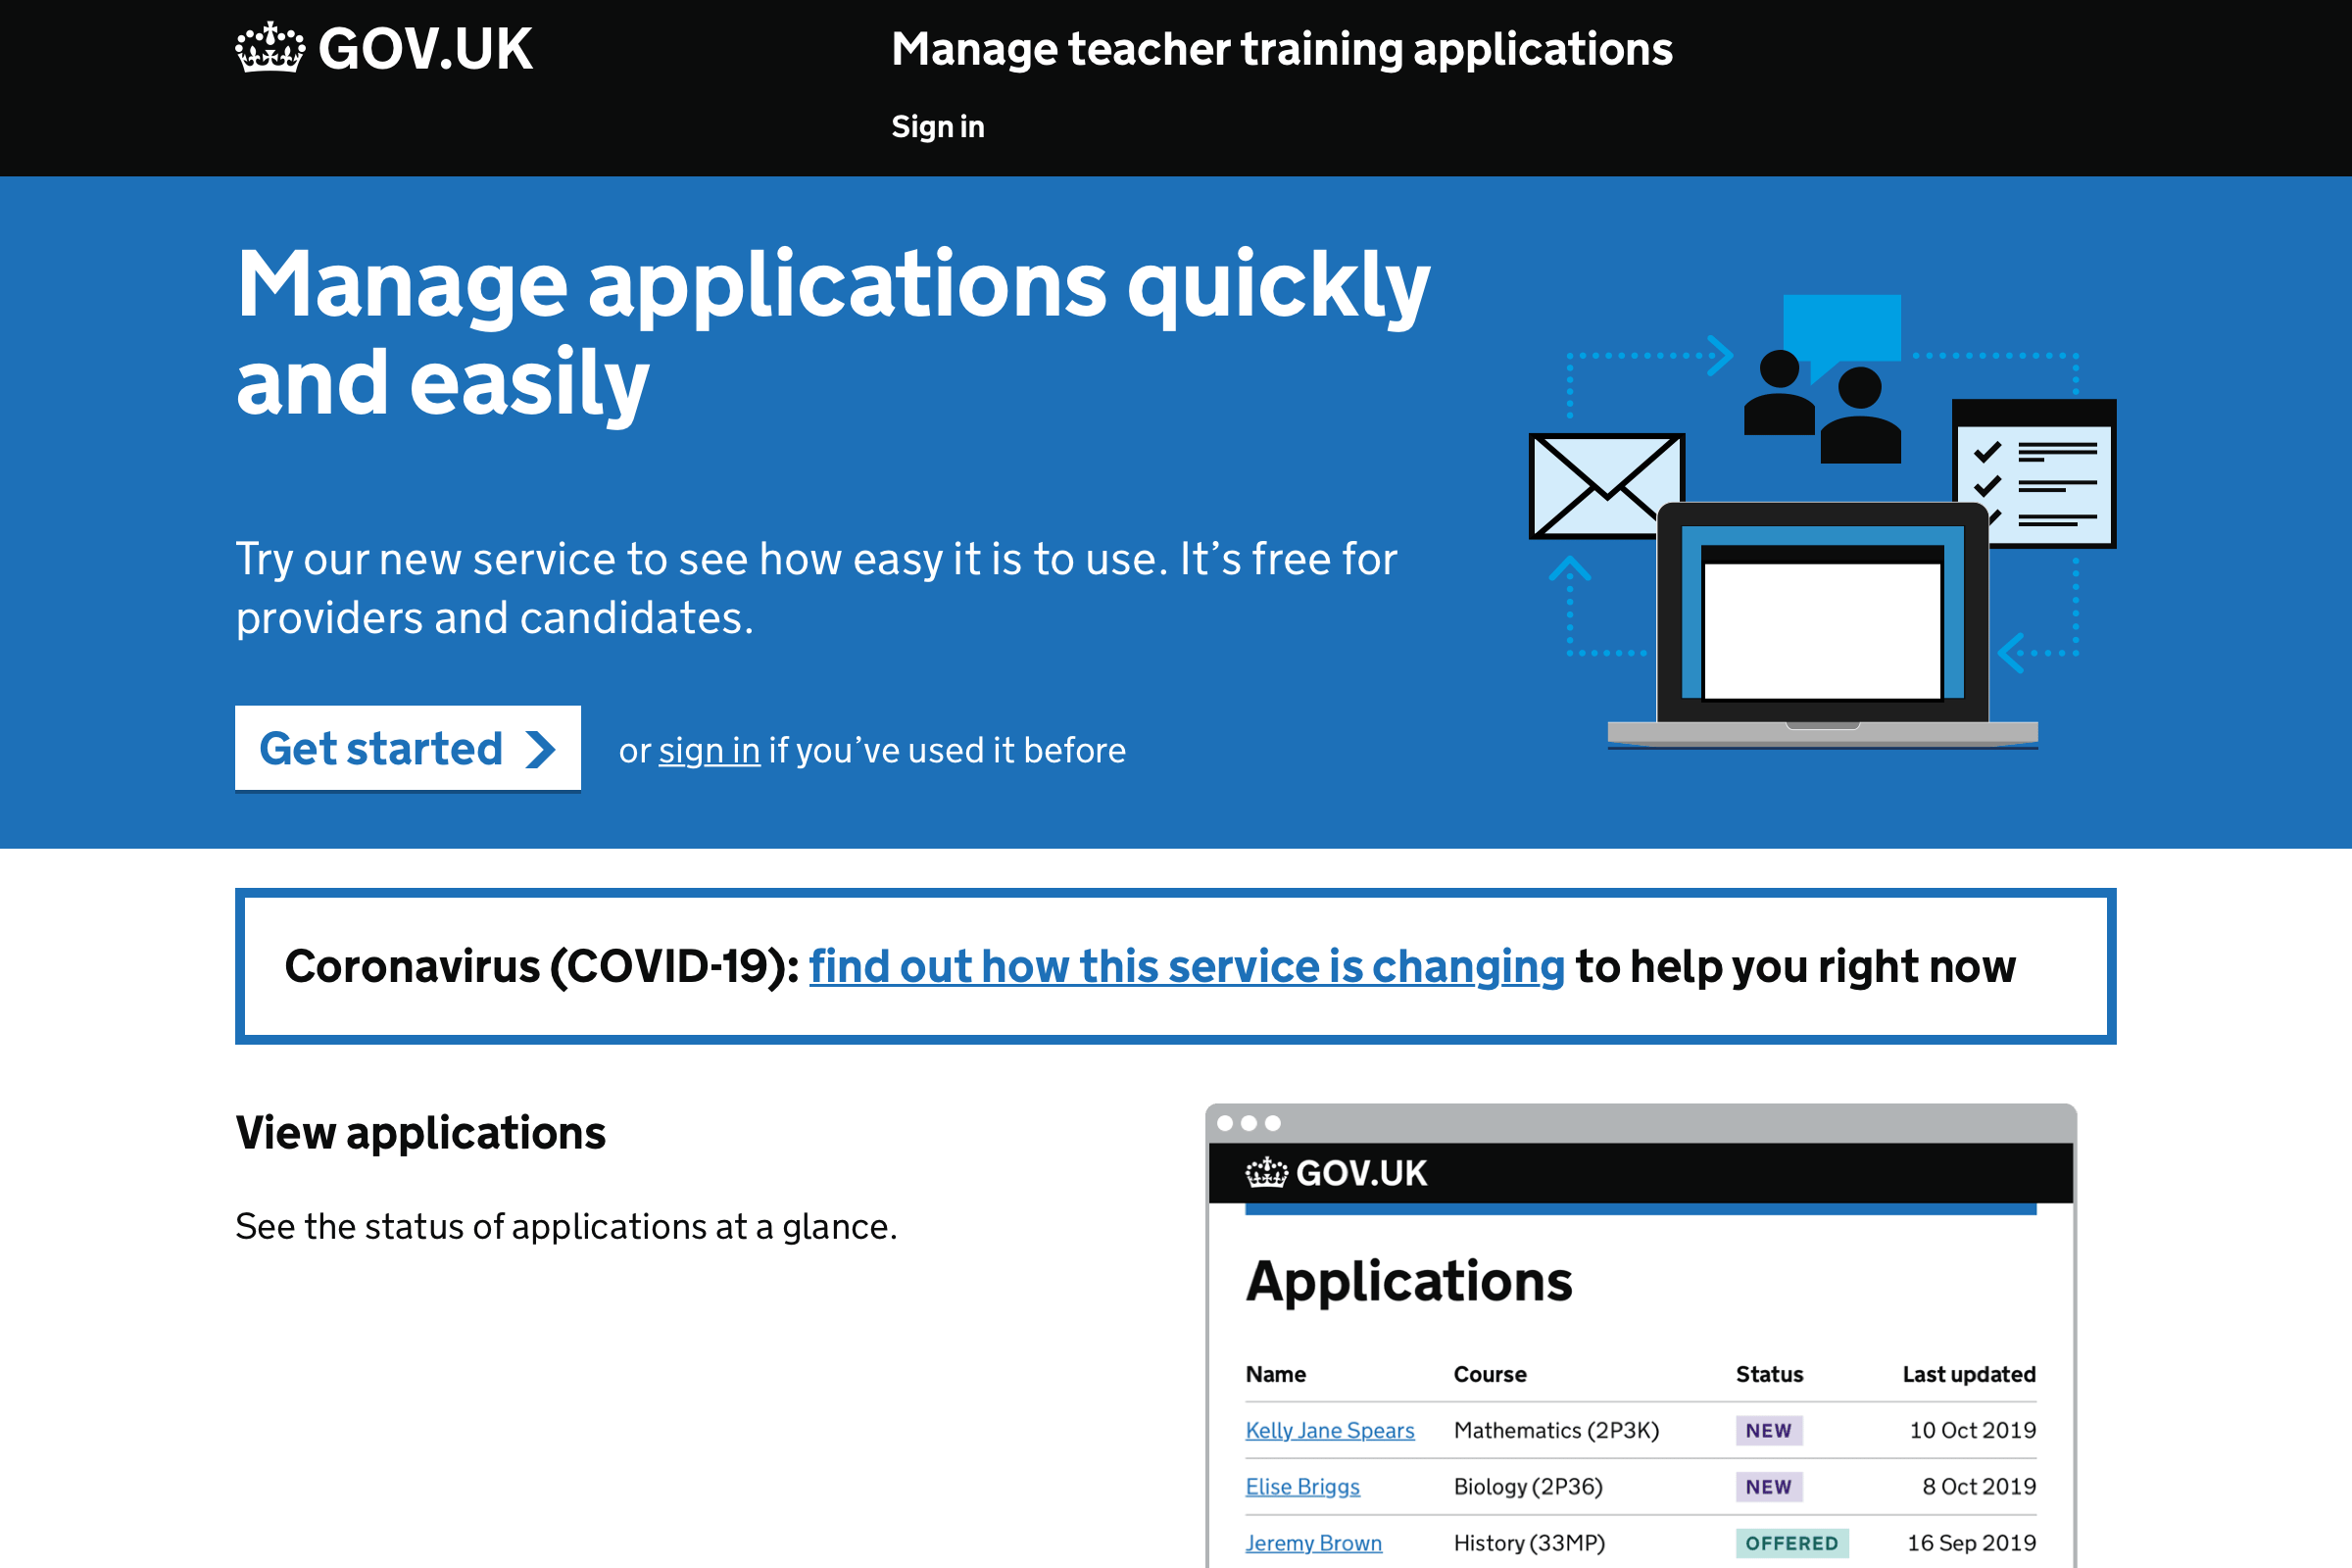 GOV.UK
Manage teacher training applications
Sign in
Manage applications quickly
and easily
Try our new service to see how easy it is to use. It’s free for
providers and candidates.
Get started
or sign in if you’ve used it before
Coronavirus (COVID-19): find out how this service is changing to help you right now
View applications
See the status of applications at a glance.
GOV.UK
Applications
Name Course Status Last updated
Kelly Jane Spears Mathematics (2P3K) NEW 10 Oct 2019
Elise Briggs Biology (2P36) NEW 8 Oct 2019
Jeremy Brown History (33MP) OFFERED 16 Sep 2019